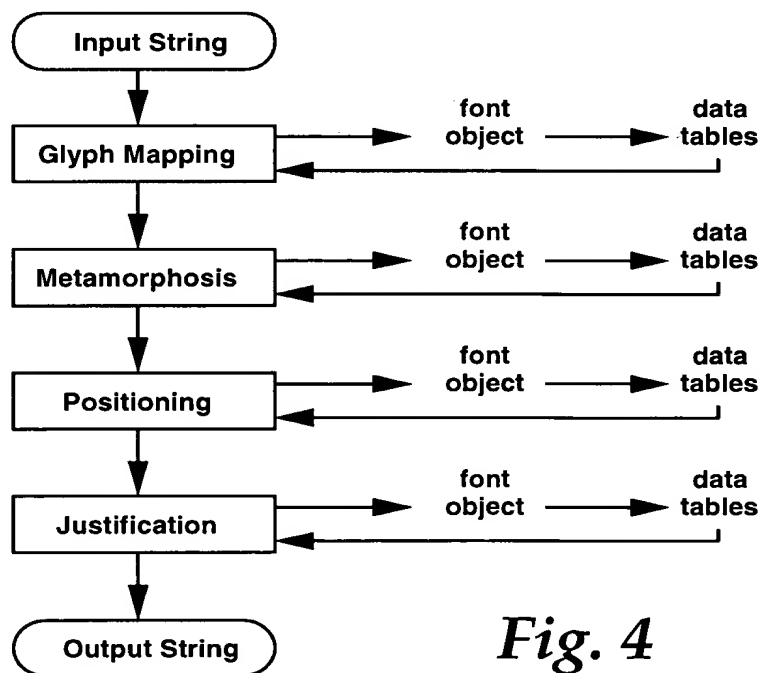 Input String
font
object
data
tables
Glyph Mapping
font
object
data
tables
Metamorphosis
font
object
data
tables
Positioning
font
object
data
tables
Justification
Output String
Fig. 4